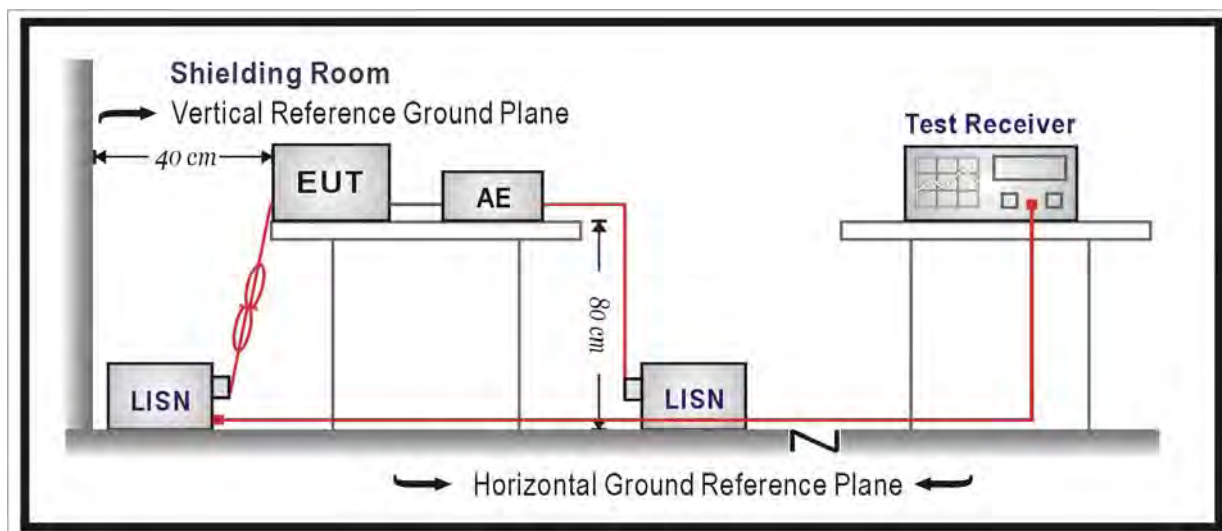 Shielding Room
Vertical Reference Ground Plane
Test Receiver
40 cm
EUT
AE
80 cm
LISN
LISN
Horizontal Ground Reference Plane